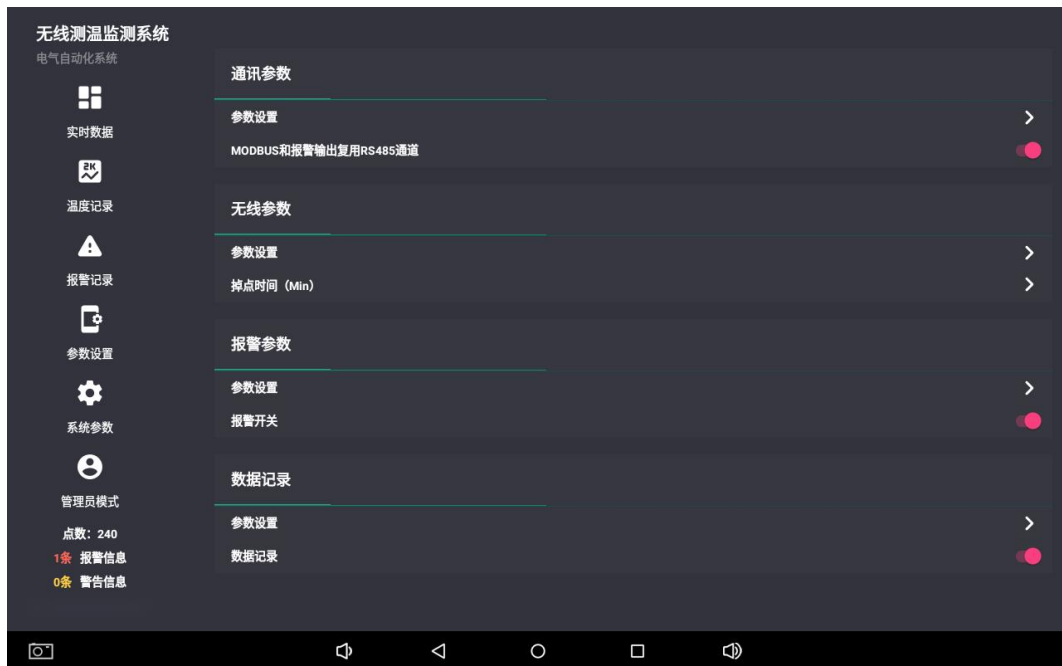 无线测温监测系统
电气自动化系统
实时数据
2K
温度记录
报警记录
参数设置
系统参数
管理员模式
点数：240
1条 报警信息
0条 警告信息
通讯参数
参数设置
MODBUS和报警输出复用RS485通道
无线参数
参数设置
掉点时间（Min）
报警参数
参数设置
报警开关
数据记录
参数设置
数据记录